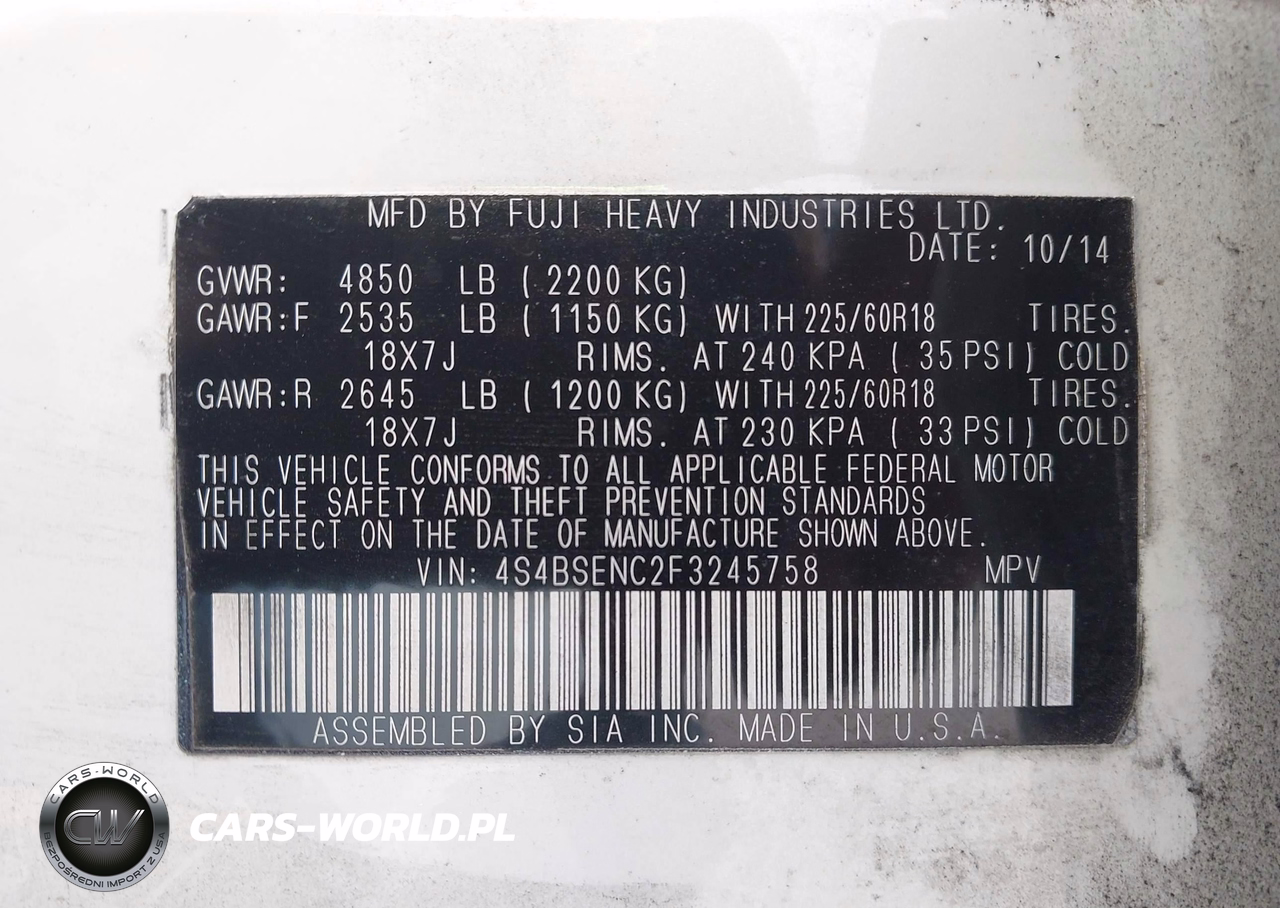 MFD BY FUJI HEAVY INDUSTRIES LTD.
DATE: 10/14
GVWR: 4850 LB ( 2200 KG)
GAWR:F 2535 LB ( 1150 KG) WITH 225/60R18 TIRES.
18X7J RIMS. AT 240 KPA ( 35 PSI) COLD
GAWR:R 2645 LB ( 1200 KG) WITH 225/60R18 TIRES.
18X7J RIMS. AT 230 KPA ( 33 PSI) COLD
THIS VEHICLE CONFORMS TO ALL APPLICABLE FEDERAL MOTOR
VEHICLE SAFETY AND THEFT PREVENTION STANDARDS
IN EFFECT ON THE DATE OF MANUFACTURE SHOWN ABOVE.
VIN: 4S4BSENC2F3245758 MPV
ASSEMBLED BY SIA INC. MADE IN U.S.A.
CARS-WORLD
CW
BEZPOŚREDNI IMPORT Z USA
CARS-WORLD.PL